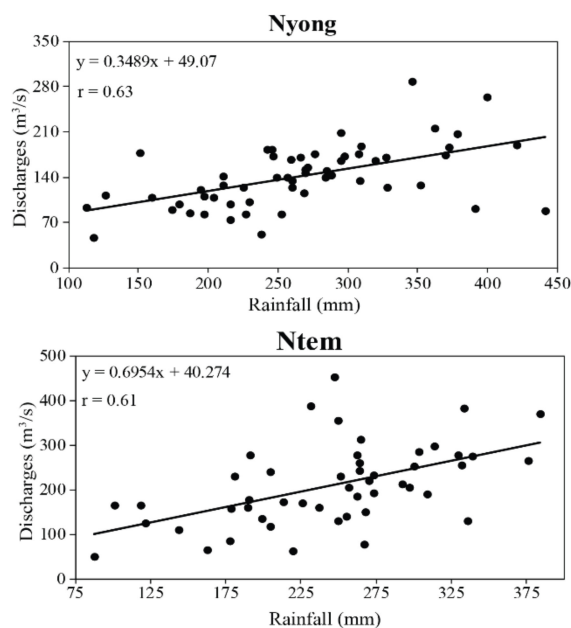 Nyong
350
280
210
140
70
0
y = 0.3489x + 49.07
r = 0.63
Discharges (m³/s)
100 150 200 250 300 350 400 450
Rainfall (mm)
Ntem
500
400
300
200
100
0
y = 0.6954x + 40.274
r = 0.61
Discharges (m³/s)
75 125 175 225 275 325 375
Rainfall (mm)